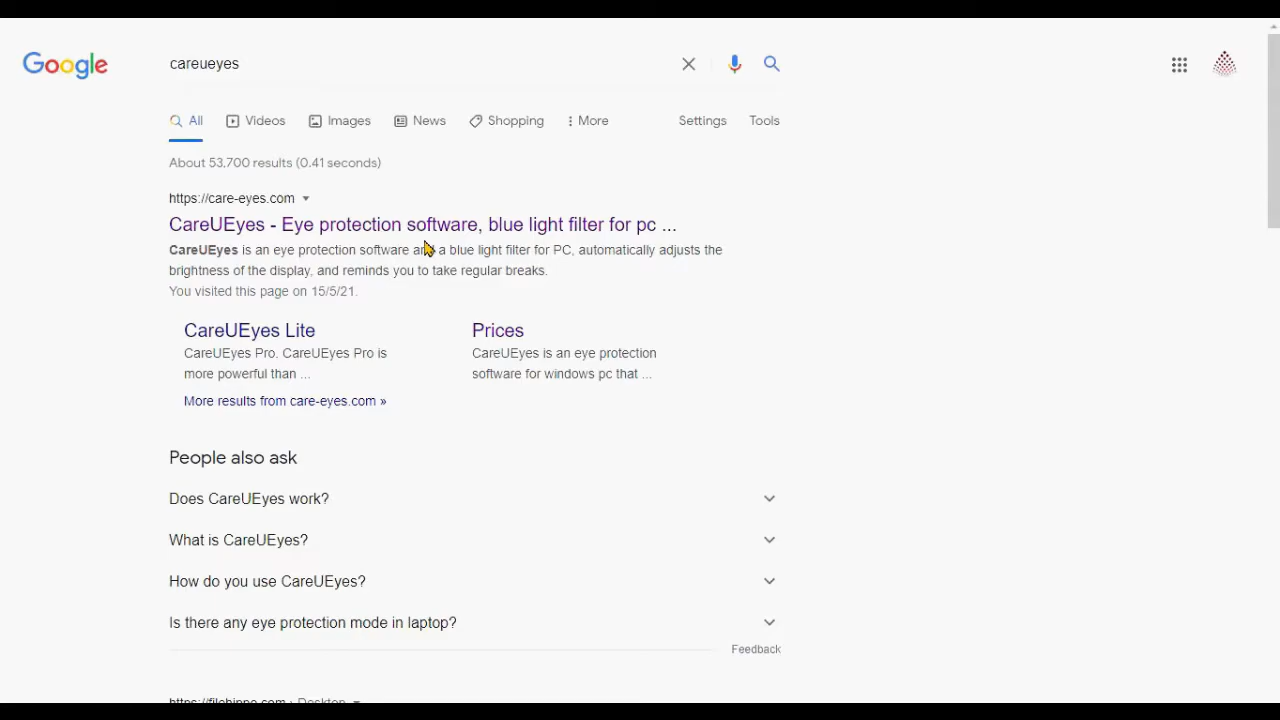 Google
careueyes
All Videos Images News Shopping More Settings Tools
About 53,700 results (0.41 seconds)
https://care-eyes.com
CareUEyes - Eye protection software, blue light filter for pc ...
CareUEyes is an eye protection software and a blue light filter for PC, automatically adjusts the
brightness of the display, and reminds you to take regular breaks.
You visited this page on 15/5/21.
CareUEyes Lite
CareUEyes Pro. CareUEyes Pro is
more powerful than ...
Prices
CareUEyes is an eye protection
software for windows pc that ...
More results from care-eyes.com »
People also ask
Does CareUEyes work?
What is CareUEyes?
How do you use CareUEyes?
Is there any eye protection mode in laptop?
Feedback
https://filehippo.com › Desktop